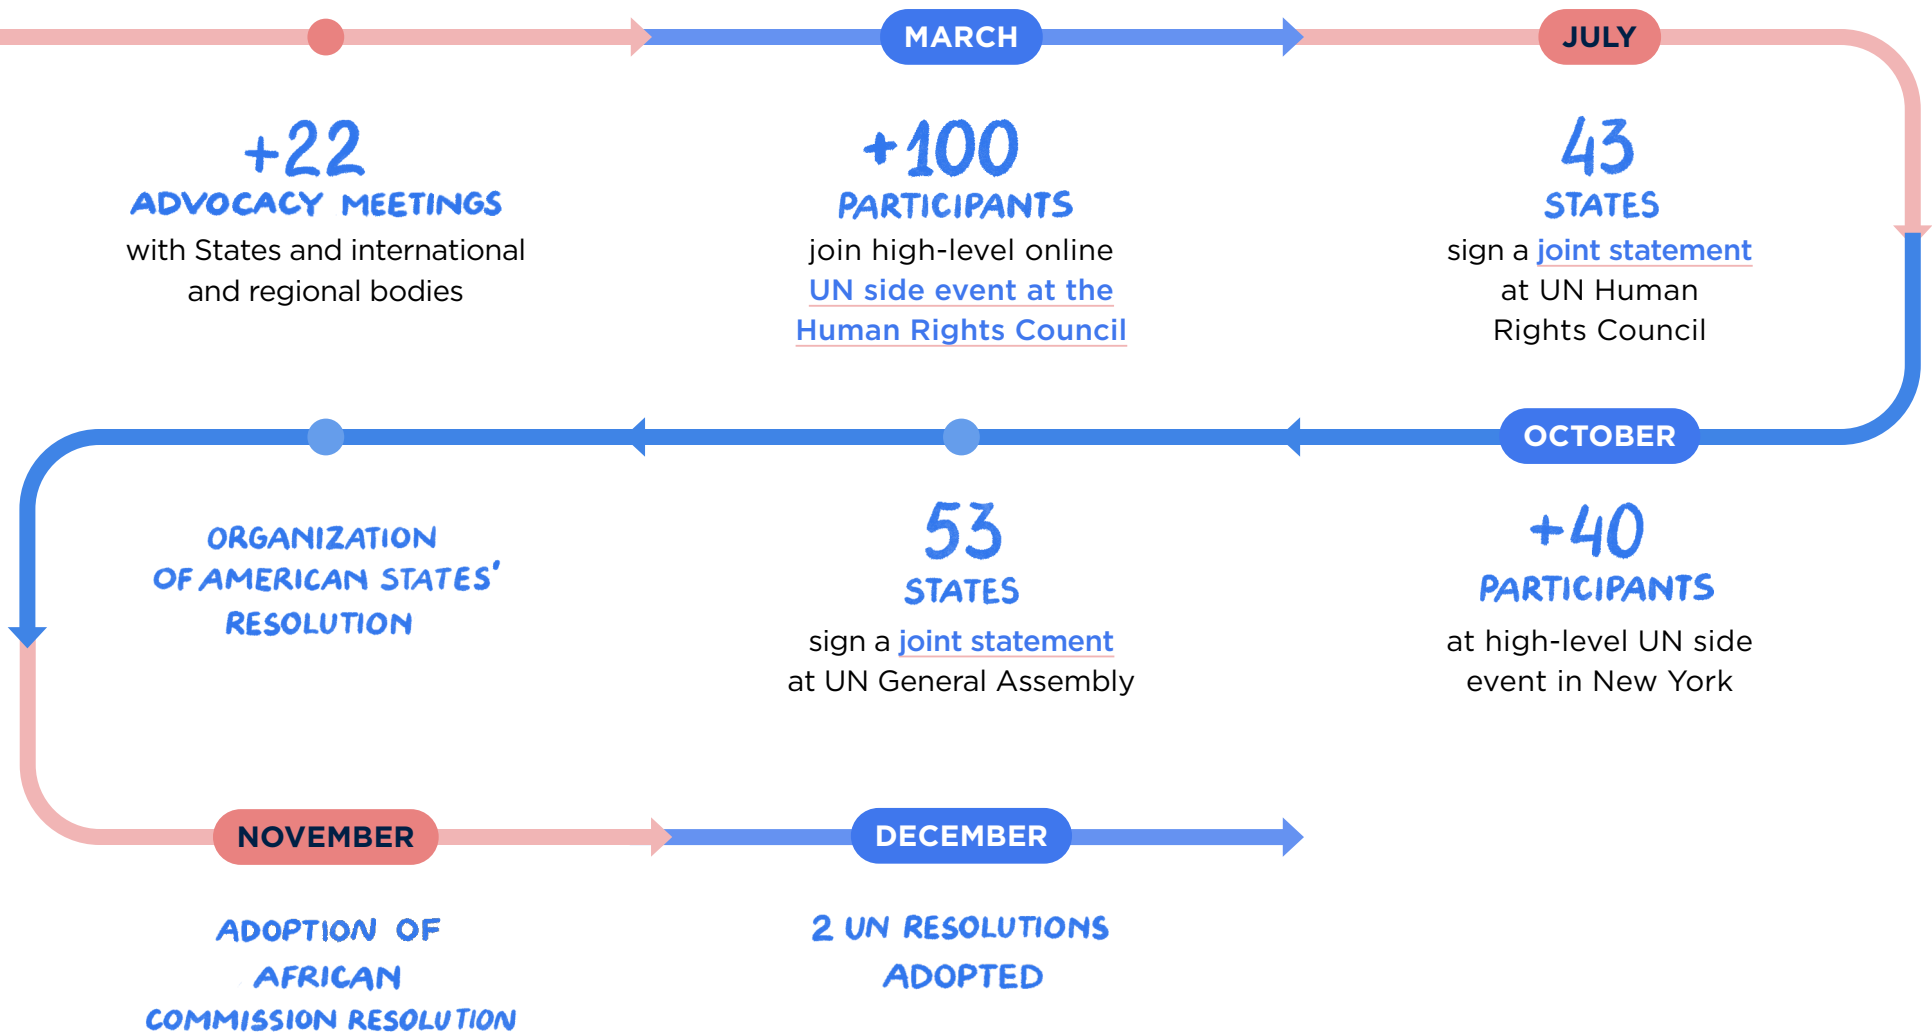 MARCH
JULY
+22
ADVOCACY MEETINGS
with States and international
and regional bodies
+100
PARTICIPANTS
join high-level online
UN side event at the
Human Rights Council
43
STATES
sign a joint statement
at UN Human
Rights Council
OCTOBER
+40
PARTICIPANTS
at high-level UN side
event in New York
53
STATES
sign a joint statement
at UN General Assembly
ORGANIZATION
OF AMERICAN STATES'
RESOLUTION
NOVEMBER
ADOPTION OF
AFRICAN
COMMISSION RESOLUTION
DECEMBER
2 UN RESOLUTIONS
ADOPTED